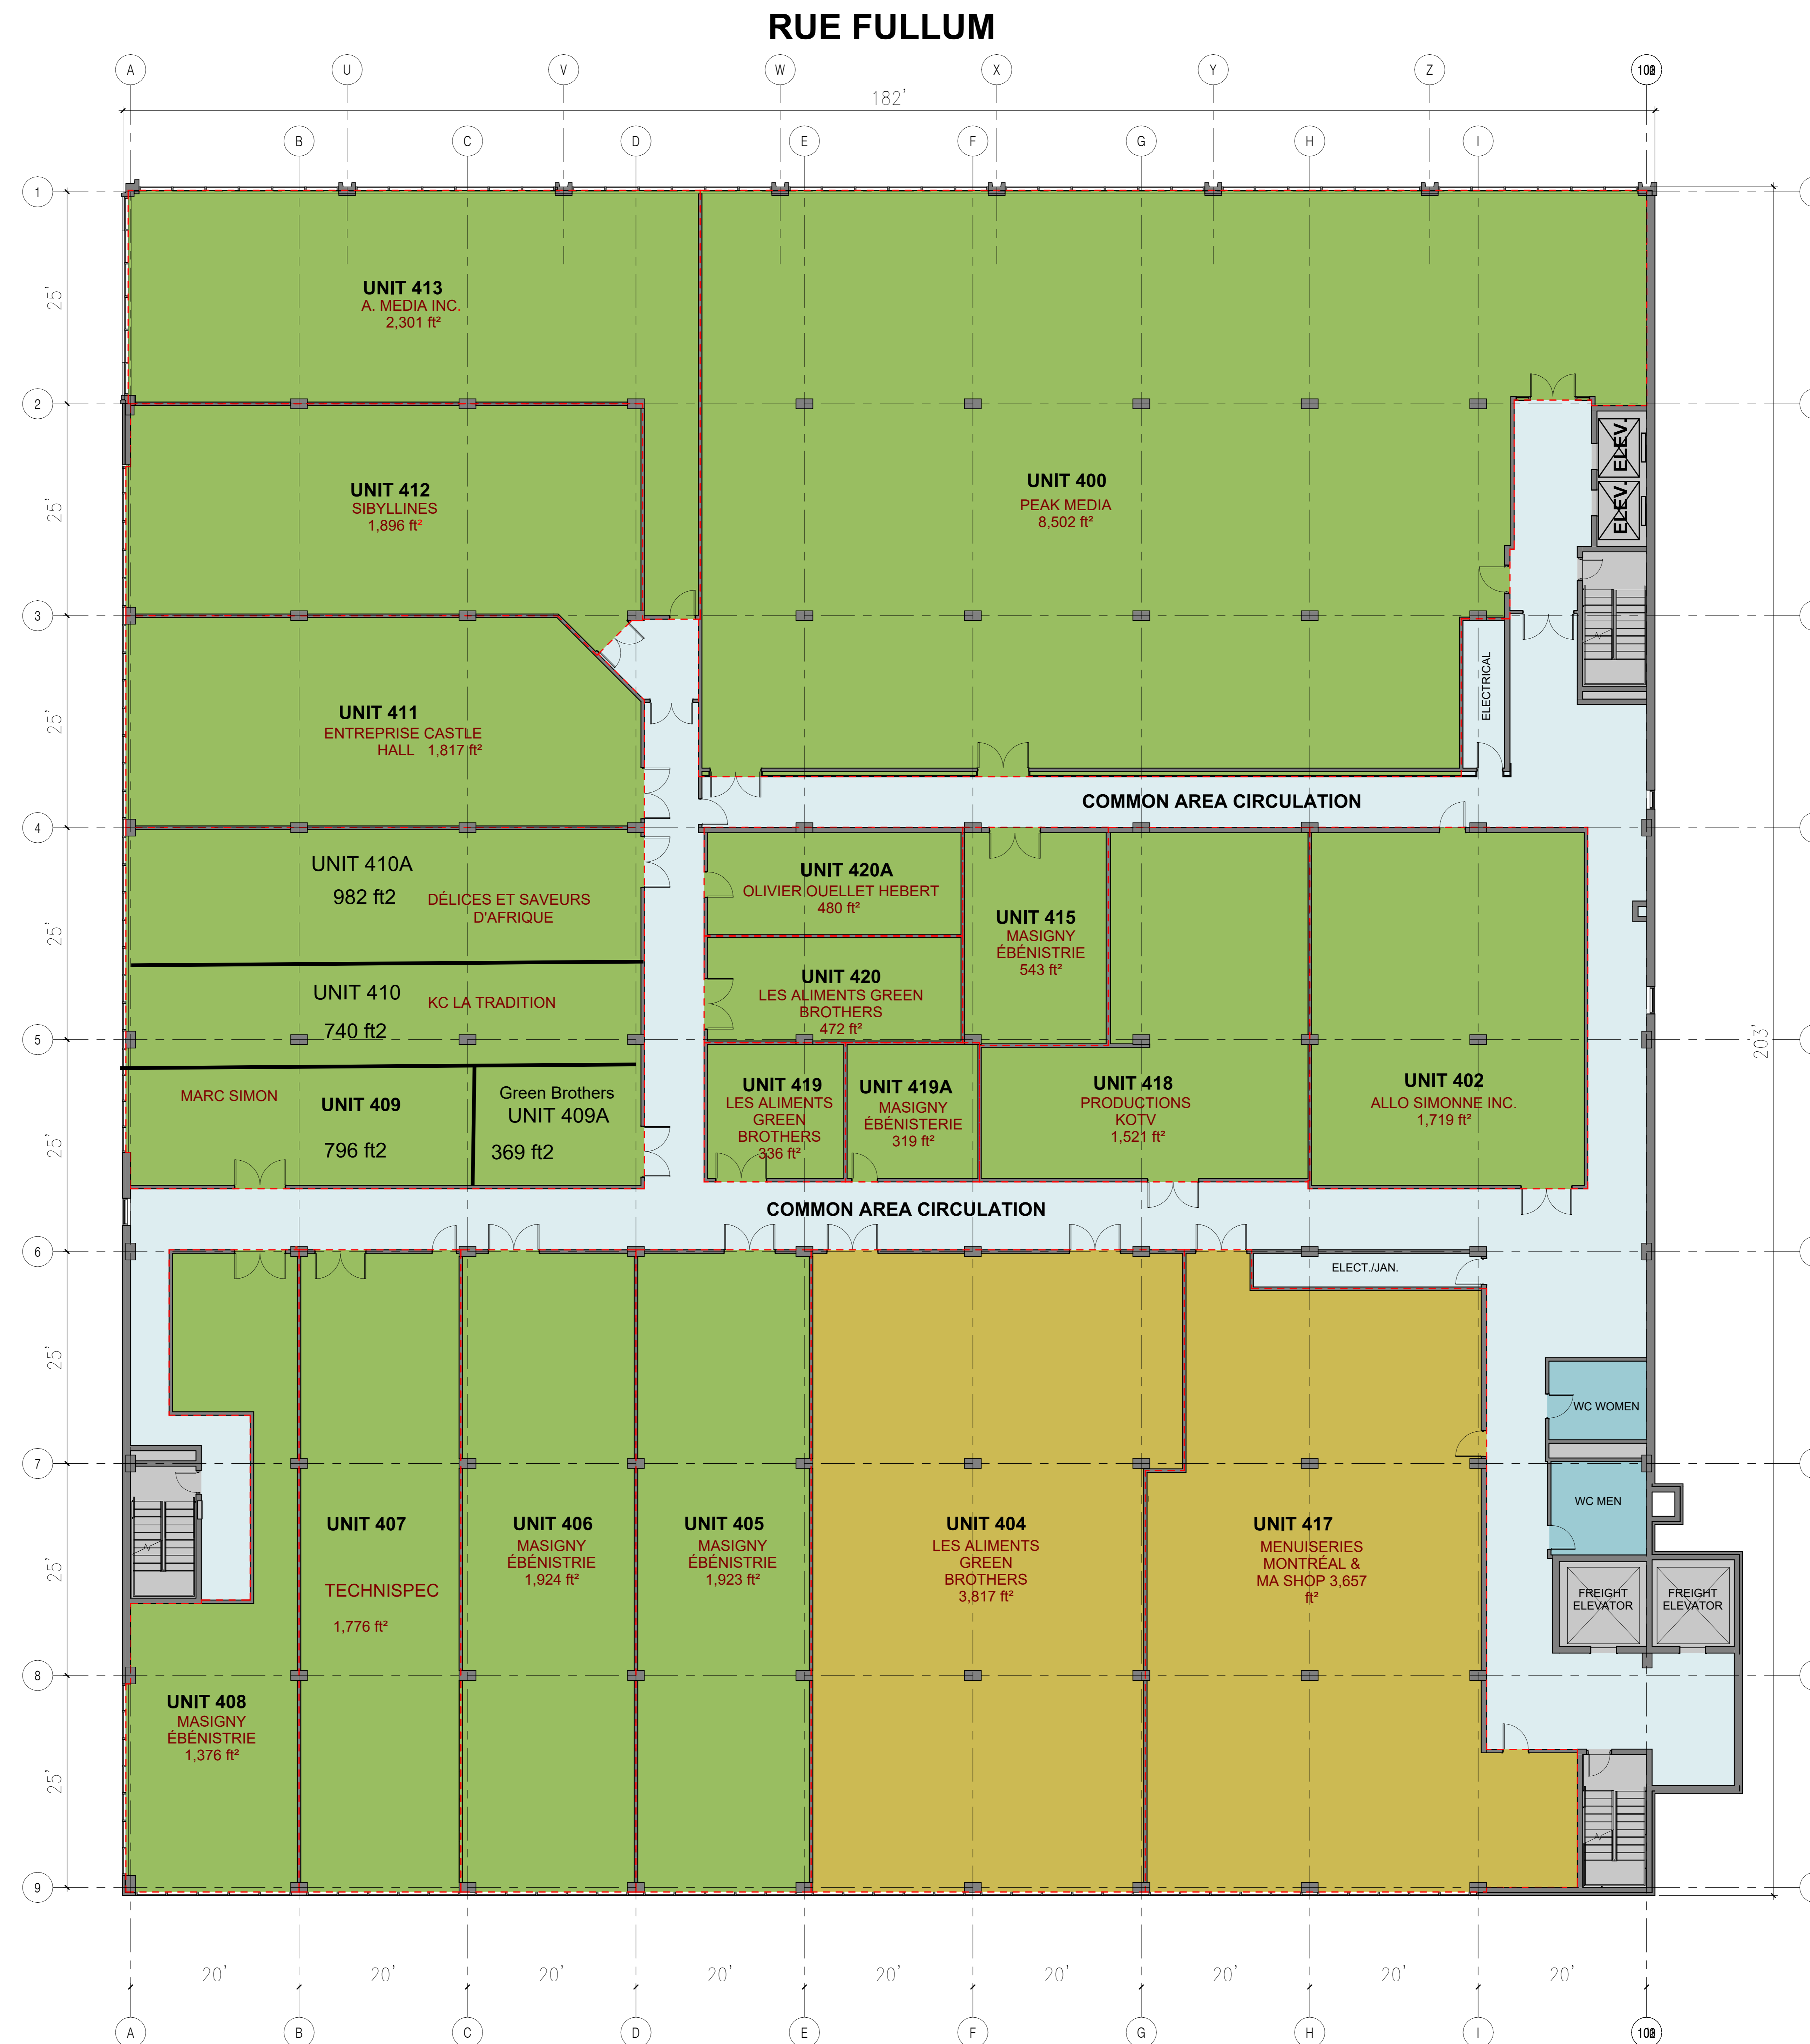 RUE FULLUM
A
U
V
W
X
Y
Z
182'
B
C
D
E
F
G
H
I
1
2
3
4
5
6
7
8
9
25'
25'
25'
25'
25'
25'
25'
25'
203'
UNIT 413
A. MEDIA INC.
2,301 ft²
UNIT 412
SIBYLLINES
1,896 ft²
UNIT 400
PEAK MEDIA
8,502 ft²
ELEV.
ELEV.
ELECTRICAL
UNIT 411
ENTREPRISE CASTLE
HALL 1,817 ft²
COMMON AREA CIRCULATION
UNIT 410A
982 ft2
DÉLICES ET SAVEURS
D'AFRIQUE
UNIT 410
KC LA TRADITION
740 ft2
MARC SIMON
UNIT 409
796 ft2
Green Brothers
UNIT 409A
369 ft2
UNIT 420A
OLIVIER OUELLET HEBERT
480 ft²
UNIT 420
LES ALIMENTS GREEN
BROTHERS
472 ft²
UNIT 415
MASIGNY
ÉBÉNISTRIE
543 ft²
UNIT 419
LES ALIMENTS
GREEN
BROTHERS
336 ft²
UNIT 419A
MASIGNY
ÉBÉNISTERIE
319 ft²
UNIT 418
PRODUCTIONS
KOTV
1,521 ft²
UNIT 402
ALLO SIMONNE INC.
1,719 ft²
COMMON AREA CIRCULATION
ELECT./JAN.
WC WOMEN
WC MEN
FREIGHT
ELEVATOR
FREIGHT
ELEVATOR
UNIT 408
MASIGNY
ÉBÉNISTRIE
1,376 ft²
UNIT 407
TECHNISPEC
1,776 ft²
UNIT 406
MASIGNY
ÉBÉNISTRIE
1,924 ft²
UNIT 405
MASIGNY
ÉBÉNISTRIE
1,923 ft²
UNIT 404
LES ALIMENTS
GREEN
BROTHERS
3,817 ft²
UNIT 417
MENUISERIES
MONTRÉAL &
MA SHOP 3,657
ft²
20'
20'
20'
20'
20'
20'
20'
20'
20'
A
B
C
D
E
F
G
H
I